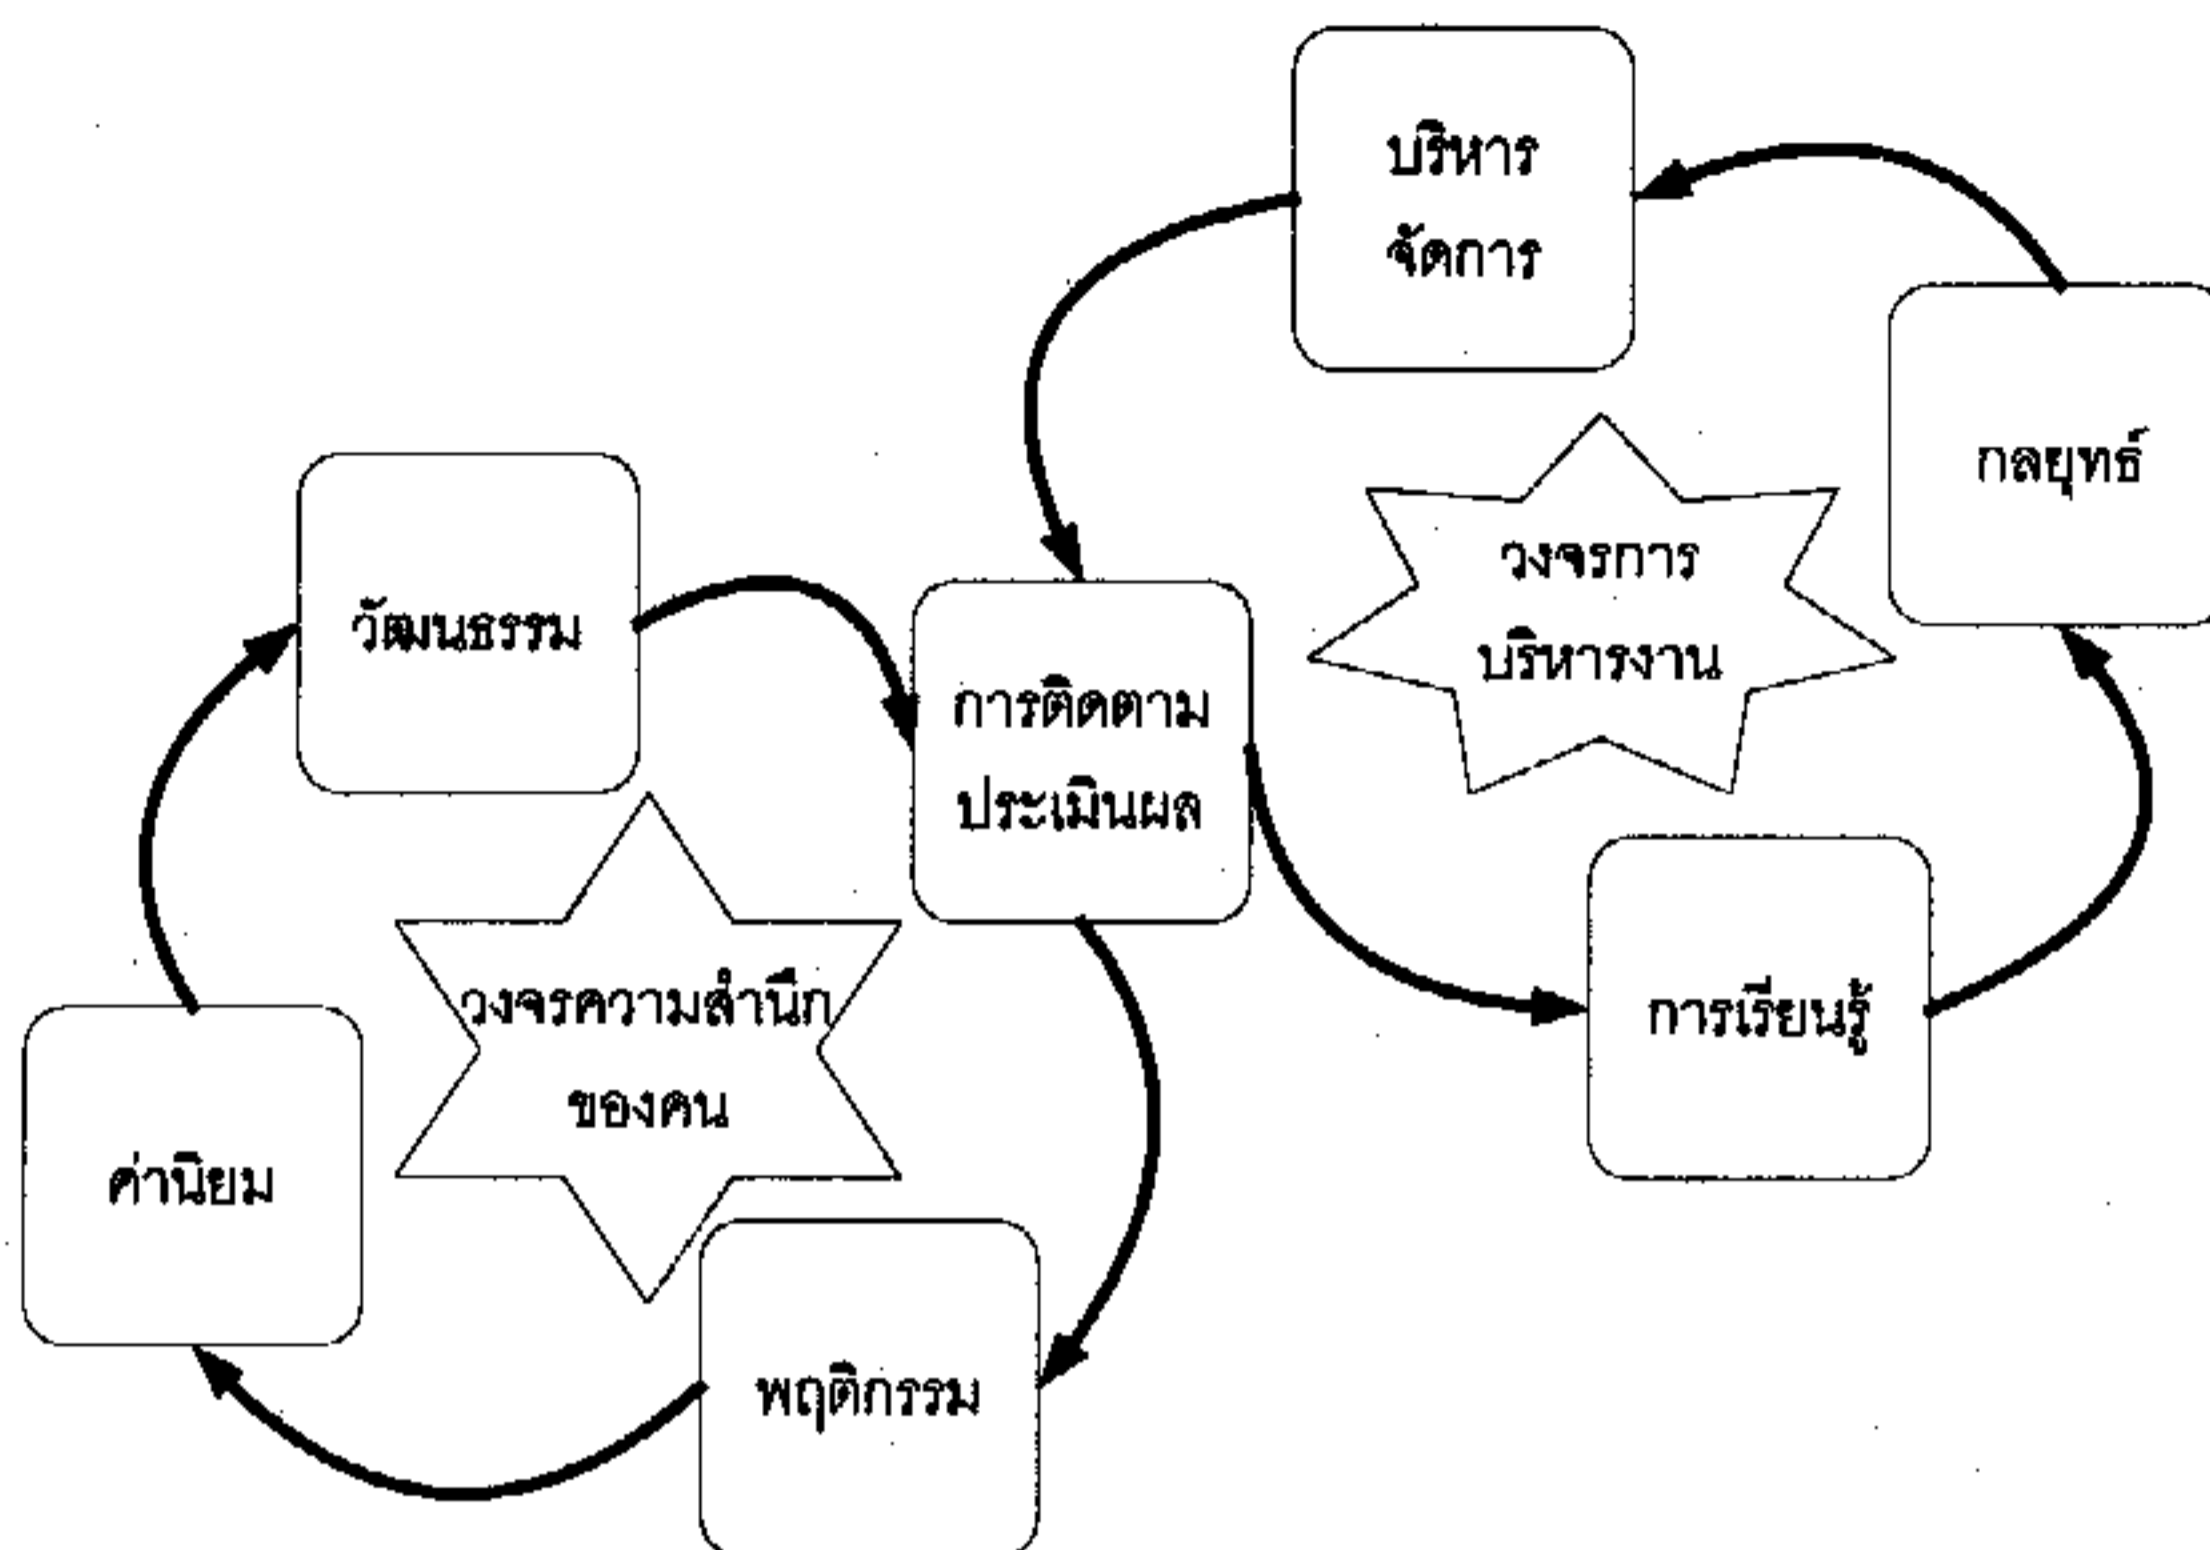 บริหาร
จัดการ
กลยุทธ์
วงจรการ
บริหารงาน
วัฒนธรรม
การติดตาม
ประเมินผล
วงจรความสำนึก
ของคน
การเรียนรู้
ค่านิยม
พฤติกรรม